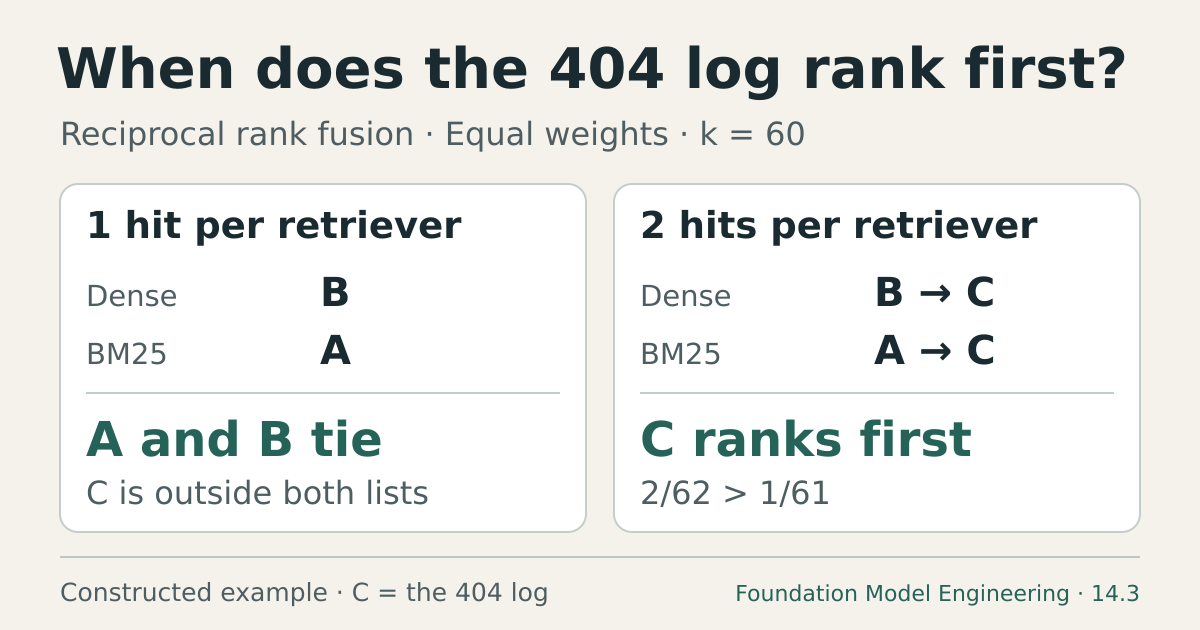 When does the 404 log rank first?
Reciprocal rank fusion · Equal weights · k = 60
1 hit per retriever
Dense B
BM25 A
A and B tie
C is outside both lists
2 hits per retriever
Dense B → C
BM25 A → C
C ranks first
2/62 > 1/61
Constructed example · C = the 404 log
Foundation Model Engineering · 14.3